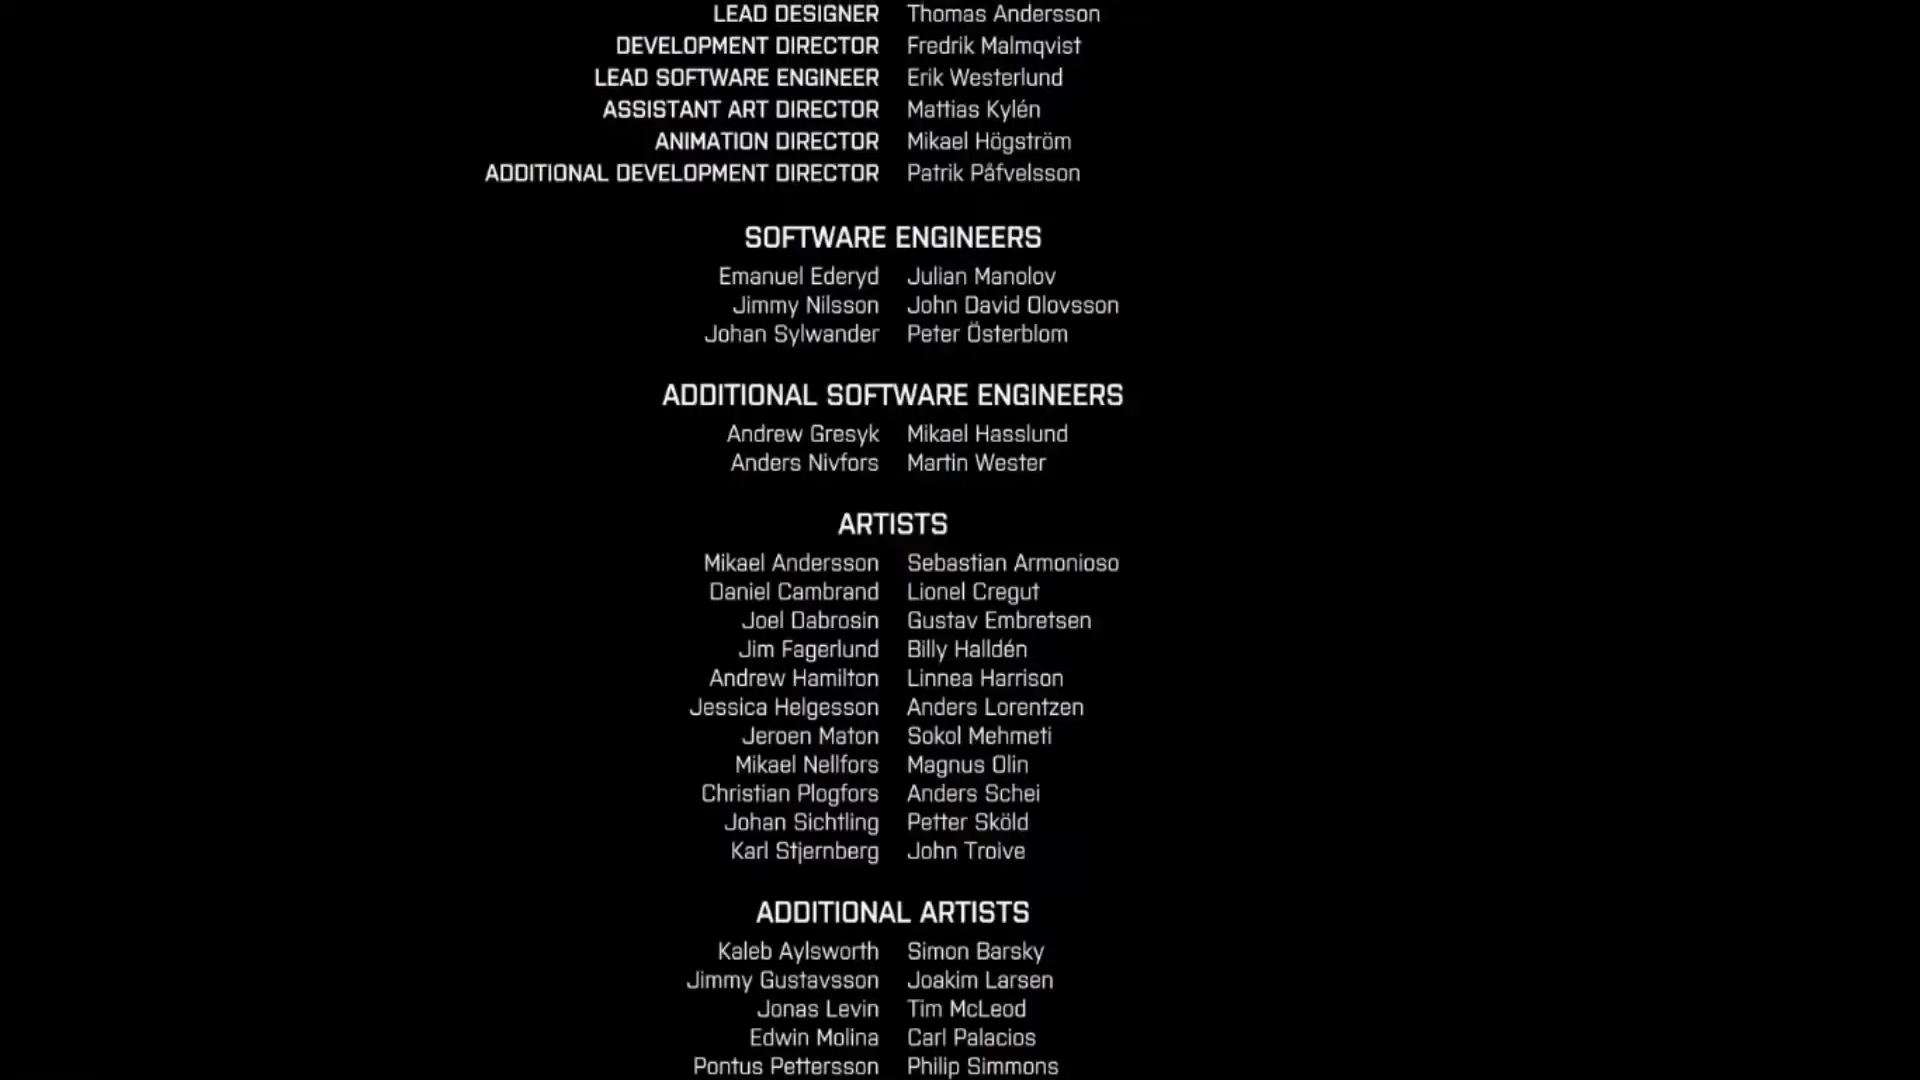 LEAD DESIGNER Thomas Andersson
DEVELOPMENT DIRECTOR Fredrik Malmqvist
LEAD SOFTWARE ENGINEER Erik Westerlund
ASSISTANT ART DIRECTOR Mattias Kylén
ANIMATION DIRECTOR Mikael Högström
ADDITIONAL DEVELOPMENT DIRECTOR Patrik Påfvelsson
SOFTWARE ENGINEERS
Emanuel Ederyd Julian Manolov
Jimmy Nilsson John David Olovsson
Johan Sylwander Peter Österblom
ADDITIONAL SOFTWARE ENGINEERS
Andrew Gresyk Mikael Hasslund
Anders Nivfors Martin Wester
ARTISTS
Mikael Andersson Sebastian Armonioso
Daniel Cambrand Lionel Cregut
Joel Dabrosin Gustav Embretsen
Jim Fagerlund Billy Halldén
Andrew Hamilton Linnea Harrison
Jessica Helgesson Anders Lorentzen
Jeroen Maton Sokol Mehmeti
Mikael Nellfors Magnus Olin
Christian Plogfors Anders Schei
Johan Sichtling Petter Sköld
Karl Stjernberg John Troive
ADDITIONAL ARTISTS
Kaleb Aylsworth Simon Barsky
Jimmy Gustavsson Joakim Larsen
Jonas Levin Tim McLeod
Edwin Molina Carl Palacios
Pontus Pettersson Philip Simmons